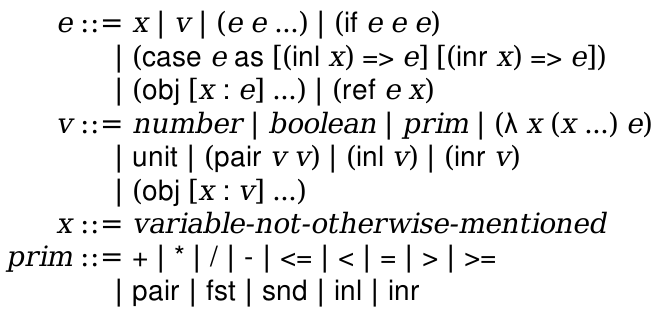 e ::= x | v | (e e ...) | (if e e e)
| (case e as [(inl x) => e] [(inr x) => e])
| (obj [x : e] ...) | (ref e x)
v ::= number | boolean | prim | (λ x (x ...) e)
| unit | (pair v v) | (inl v) | (inr v)
| (obj [x : v] ...)
x ::= variable-not-otherwise-mentioned
prim ::= + | * | / | - | <= | < | = | > | >=
| pair | fst | snd | inl | inr